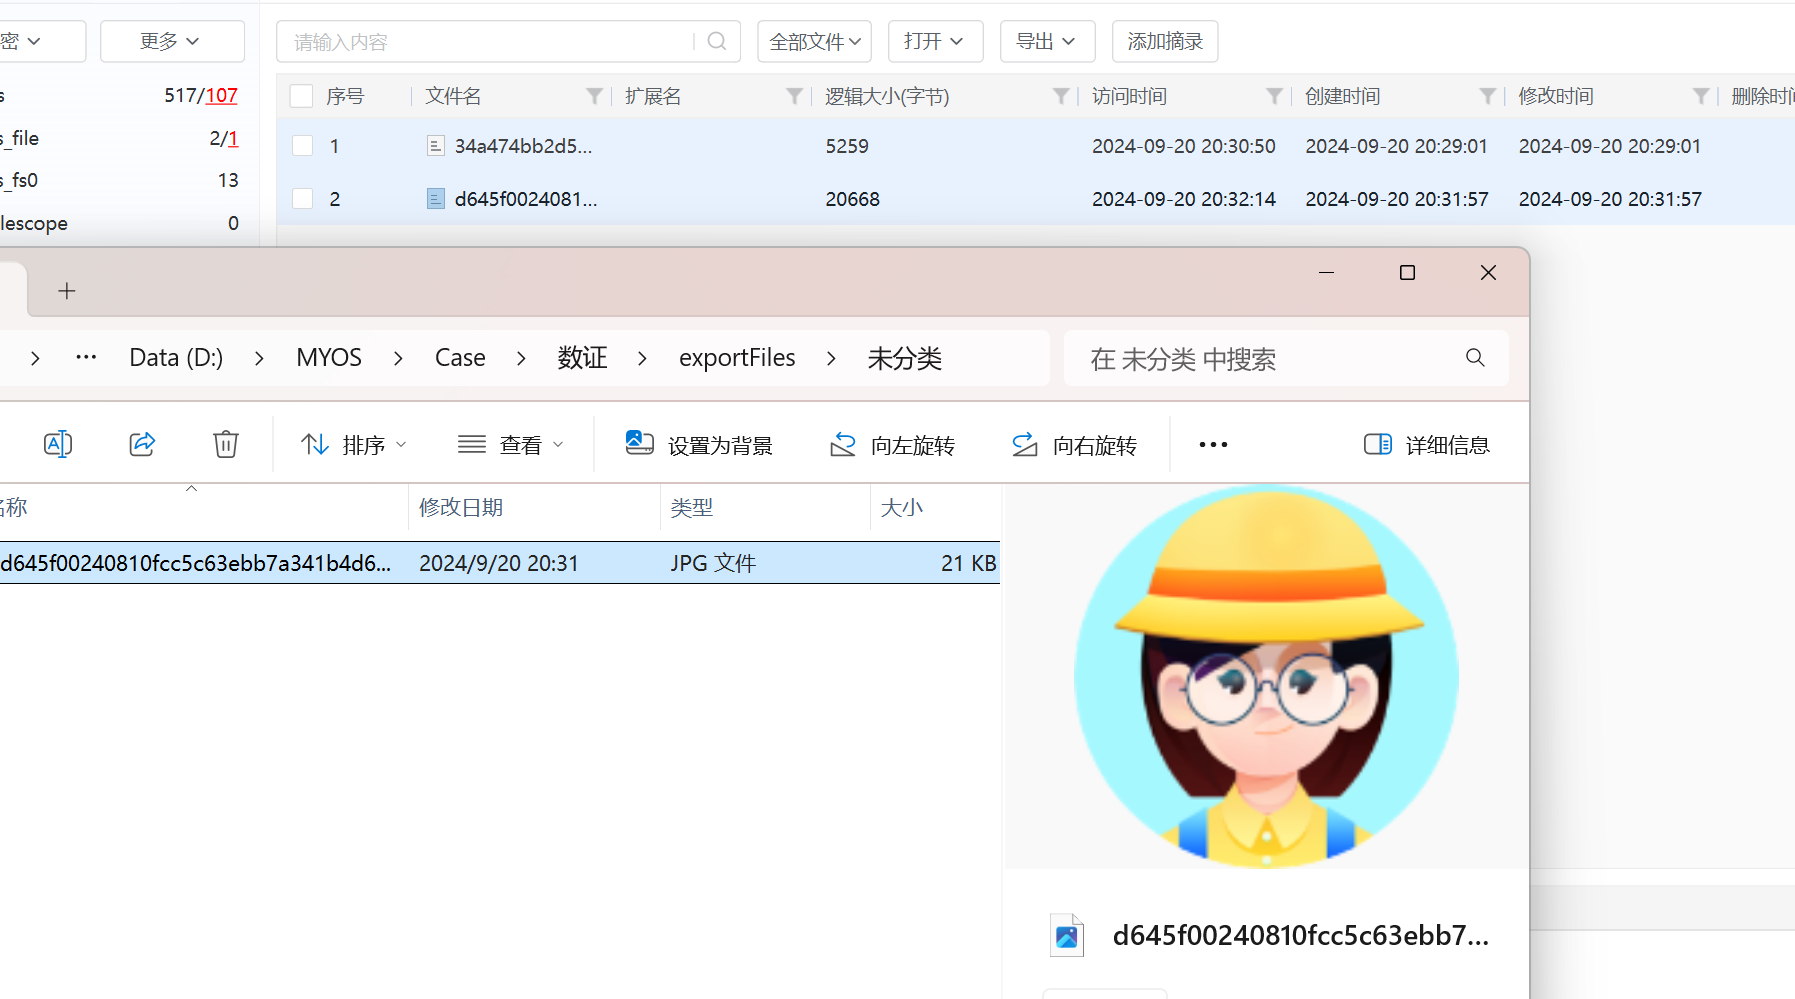 密 更多 请输入内容 全部文件 打开 导出 添加摘录
s 517/107
s_file 2/1
s_fs0 13
lescope 0
序号 文件名 扩展名 逻辑大小(字节) 访问时间 创建时间 修改时间 删除时间
1 34a474bb2d5... 5259 2024-09-20 20:30:50 2024-09-20 20:29:01 2024-09-20 20:29:01
2 d645f0024081... 20668 2024-09-20 20:32:14 2024-09-20 20:31:57 2024-09-20 20:31:57
> ... Data (D:) > MYOS > Case > 数证 > exportFiles > 未分类 在 未分类 中搜索
排序 查看 设置为背景 向左旋转 向右旋转 ... 详细信息
名称 修改日期 类型 大小
d645f00240810fcc5c63ebb7a341b4d6... 2024/9/20 20:31 JPG 文件 21 KB
d645f00240810fcc5c63ebb7...